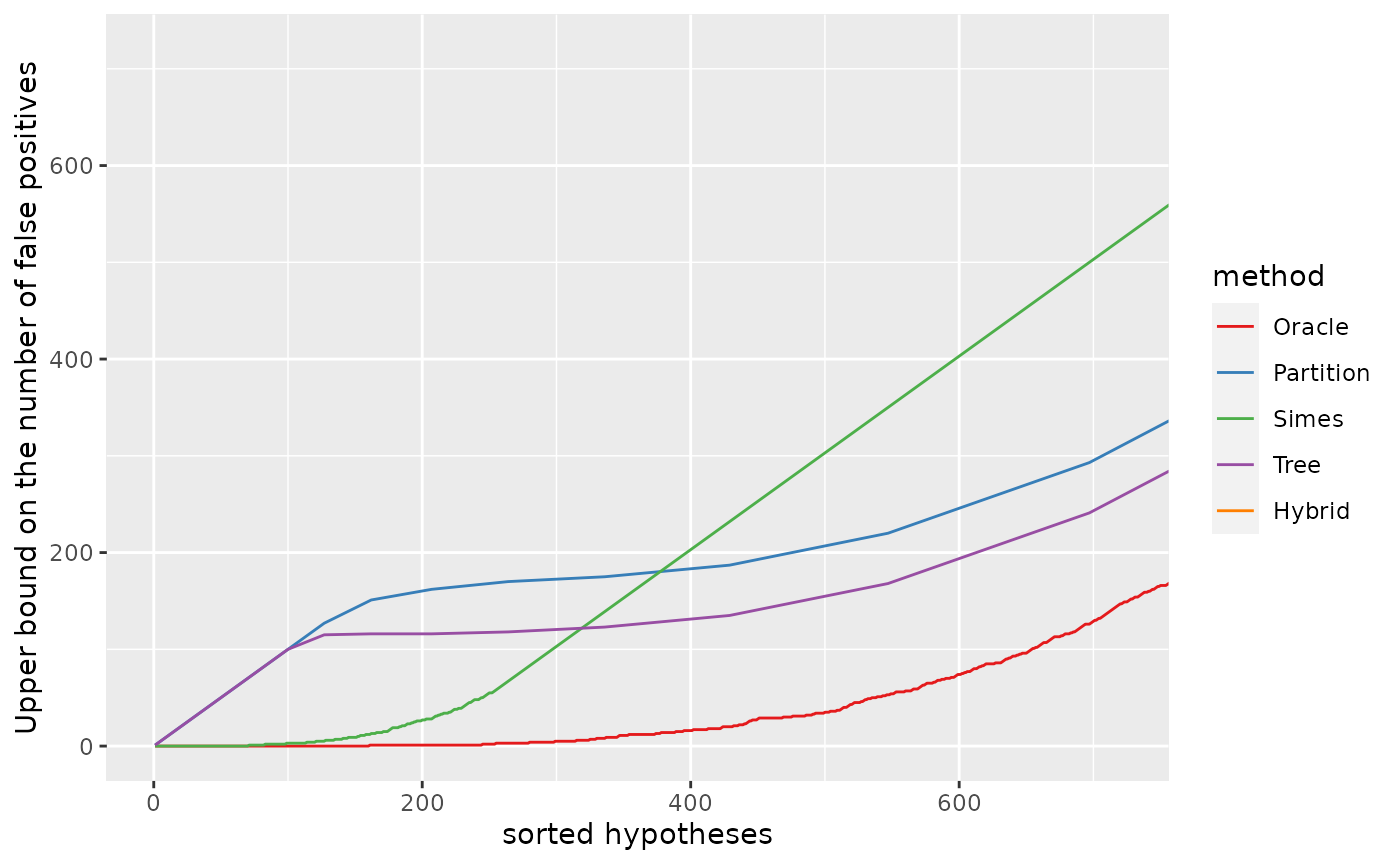 Upper bound on the number of false positives
600
400
200
0
0 200 400 600
sorted hypotheses
method
Oracle
Partition
Simes
Tree
Hybrid